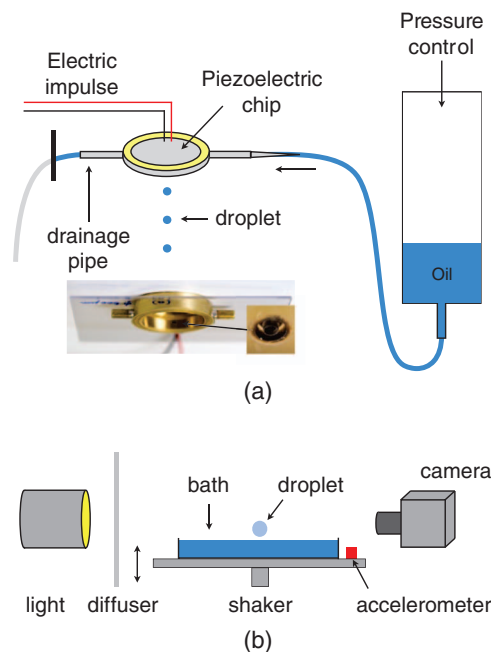 Pressure
control
Electric
impulse
Piezoelectric
chip
droplet
drainage
pipe
Oil
(a)
camera
bath
droplet
light
diffuser
shaker
accelerometer
(b)